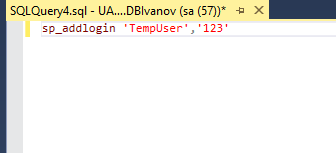 SQLQuery4.sql - UA....DBIvanov (sa (57))*
sp_addlogin 'TempUser','123'